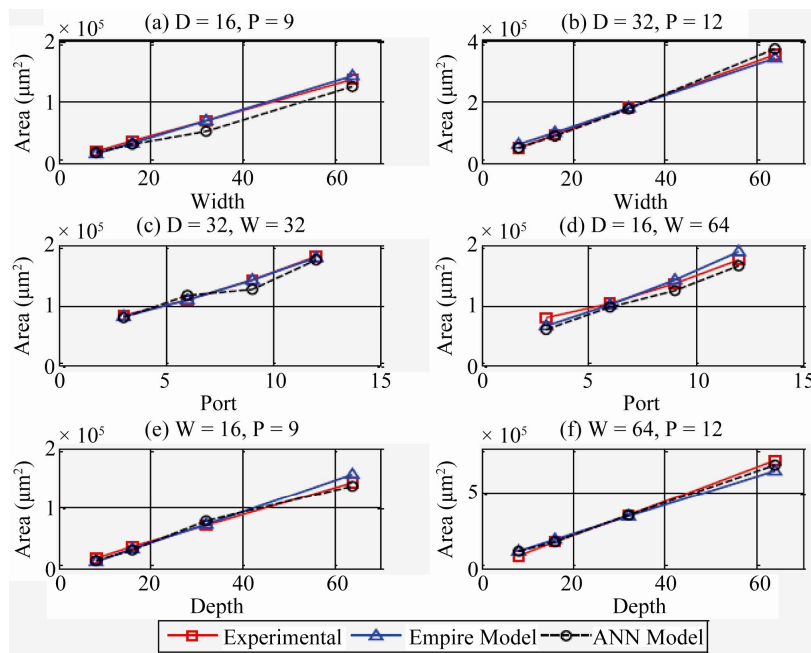 (a) D = 16, P = 9
× 10⁵
Area (μm²)
2
1
0
0 20 40 60
Width
(b) D = 32, P = 12
× 10⁵
Area (μm²)
4
2
0
0 20 40 60
Width
(c) D = 32, W = 32
× 10⁵
Area (μm²)
2
1
0
0 5 10 15
Port
(d) D = 16, W = 64
× 10⁵
Area (μm²)
2
1
0
0 5 10 15
Port
(e) W = 16, P = 9
× 10⁵
Area (μm²)
2
1
0
0 20 40 60
Depth
(f) W = 64, P = 12
× 10⁵
Area (μm²)
5
0
0 20 40 60
Depth
Experimental Empire Model ANN Model